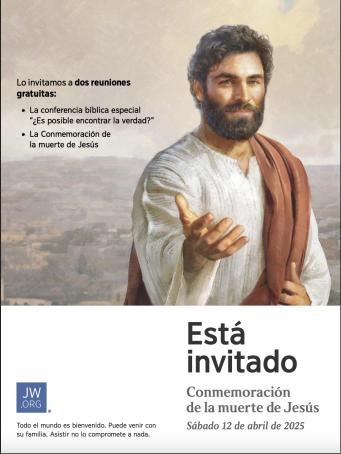 Lo invitamos a dos reuniones
gratuitas:
• La conferencia bíblica especial
“¿Es posible encontrar la verdad?”
• La Conmemoración de
la muerte de Jesús
Está
invitado
Conmemoración
de la muerte de Jesús
Sábado 12 de abril de 2025
JW
.ORG
®
Todo el mundo es bienvenido. Puede venir con
su familia. Asistir no lo compromete a nada.